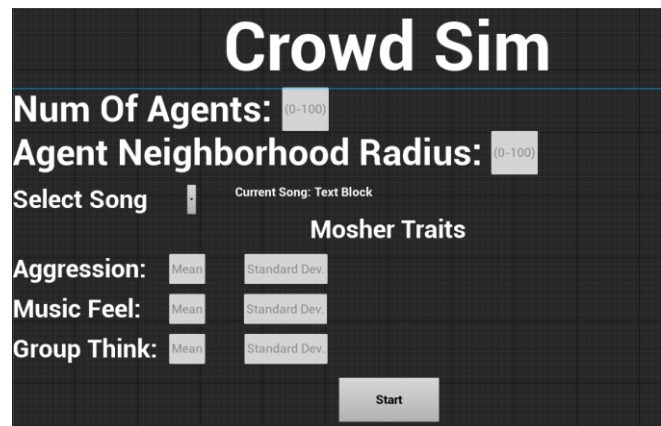 Crowd Sim
Num Of Agents: (0-100)
Agent Neighborhood Radius: (0-100)
Select Song Current Song: Text Block
Mosher Traits
Aggression: Mean Standard Dev.
Music Feel: Mean Standard Dev.
Group Think: Mean Standard Dev.
Start